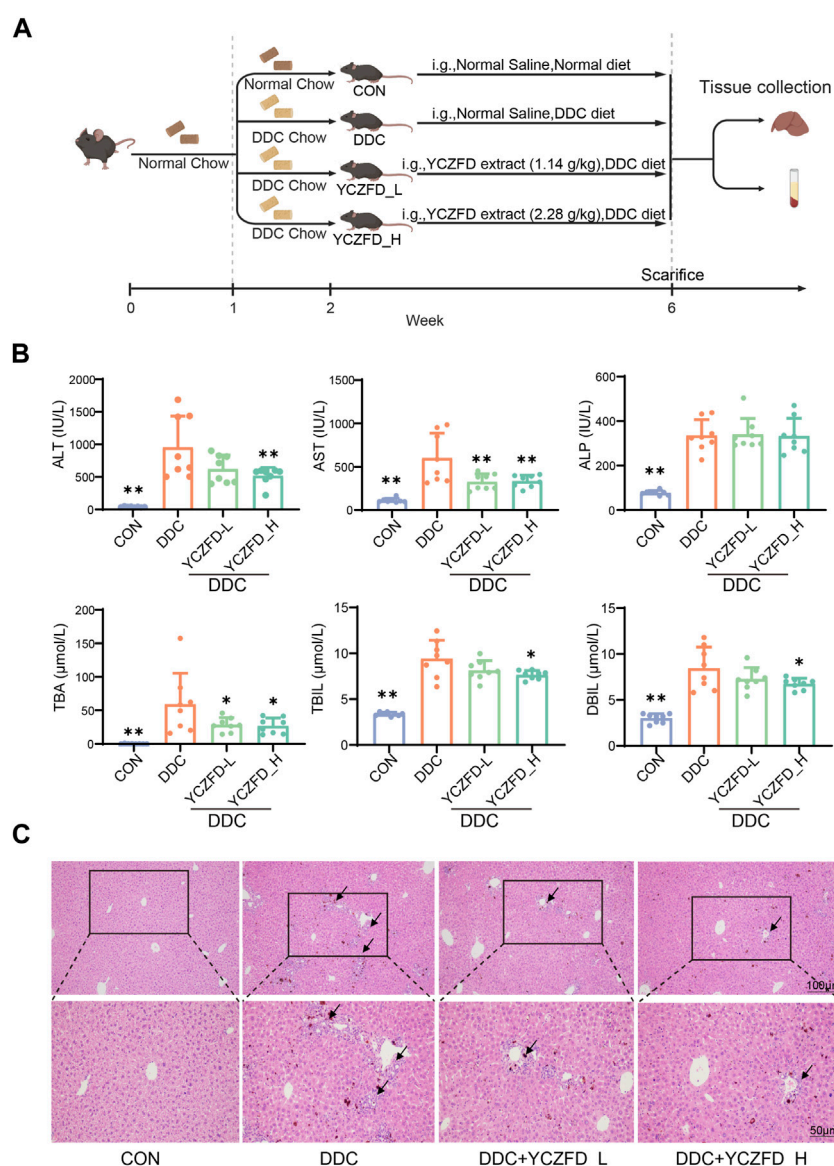 A
Normal Chow
Normal Chow
CON
i.g.,Normal Saline,Normal diet
DDC Chow
DDC
i.g.,Normal Saline,DDC diet
DDC Chow
YCZFD_L
i.g.,YCZFD extract (1.14 g/kg),DDC diet
DDC Chow
YCZFD_H
i.g.,YCZFD extract (2.28 g/kg),DDC diet
Tissue collection
Scarifice
0 1 2 6
Week
B
ALT (IU/L)
2000
1500
1000
500
0
** **
CON DDC YCZFD-L YCZFD_H
DDC
AST (IU/L)
1500
1000
500
0
** ** **
CON DDC YCZFD-L YCZFD_H
DDC
ALP (IU/L)
600
400
200
0
**
CON DDC YCZFD-L YCZFD_H
DDC
TBA (μmol/L)
200
150
100
50
0
** * *
CON DDC YCZFD-L YCZFD_H
DDC
TBIL (μmol/L)
15
10
5
0
** *
CON DDC YCZFD-L YCZFD_H
DDC
DBIL (μmol/L)
15
10
5
0
** *
CON DDC YCZFD-L YCZFD_H
DDC
C
100μm
50μm
CON DDC DDC+YCZFD_L DDC+YCZFD_H